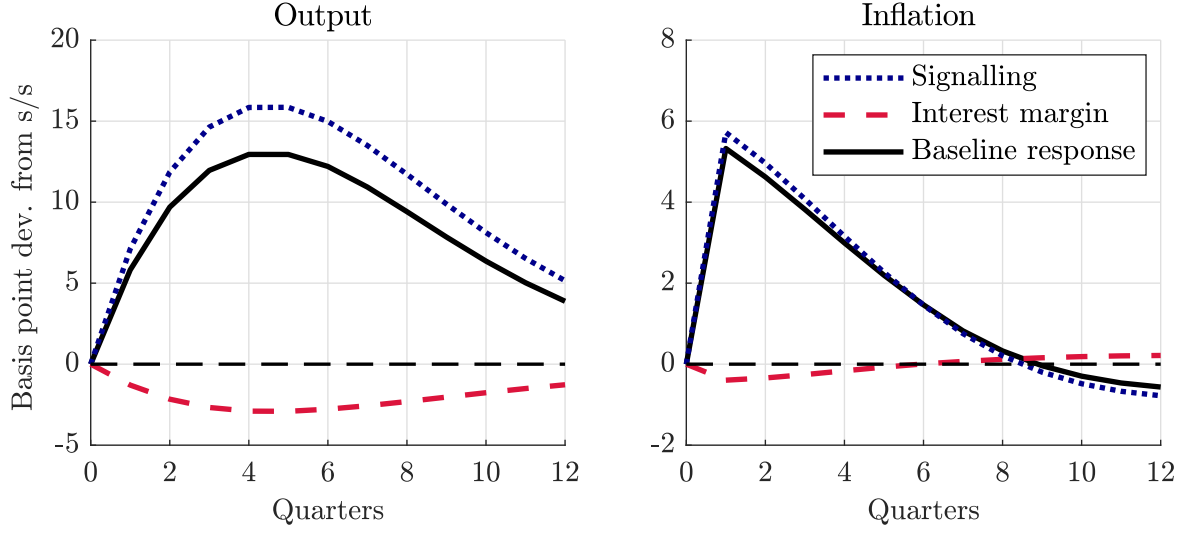 Output
Inflation
Basis point dev. from s/s
20
15
10
5
0
-5
0 2 4 6 8 10 12
Quarters
8
6
4
2
0
-2
0 2 4 6 8 10 12
Quarters
Signalling
Interest margin
Baseline response